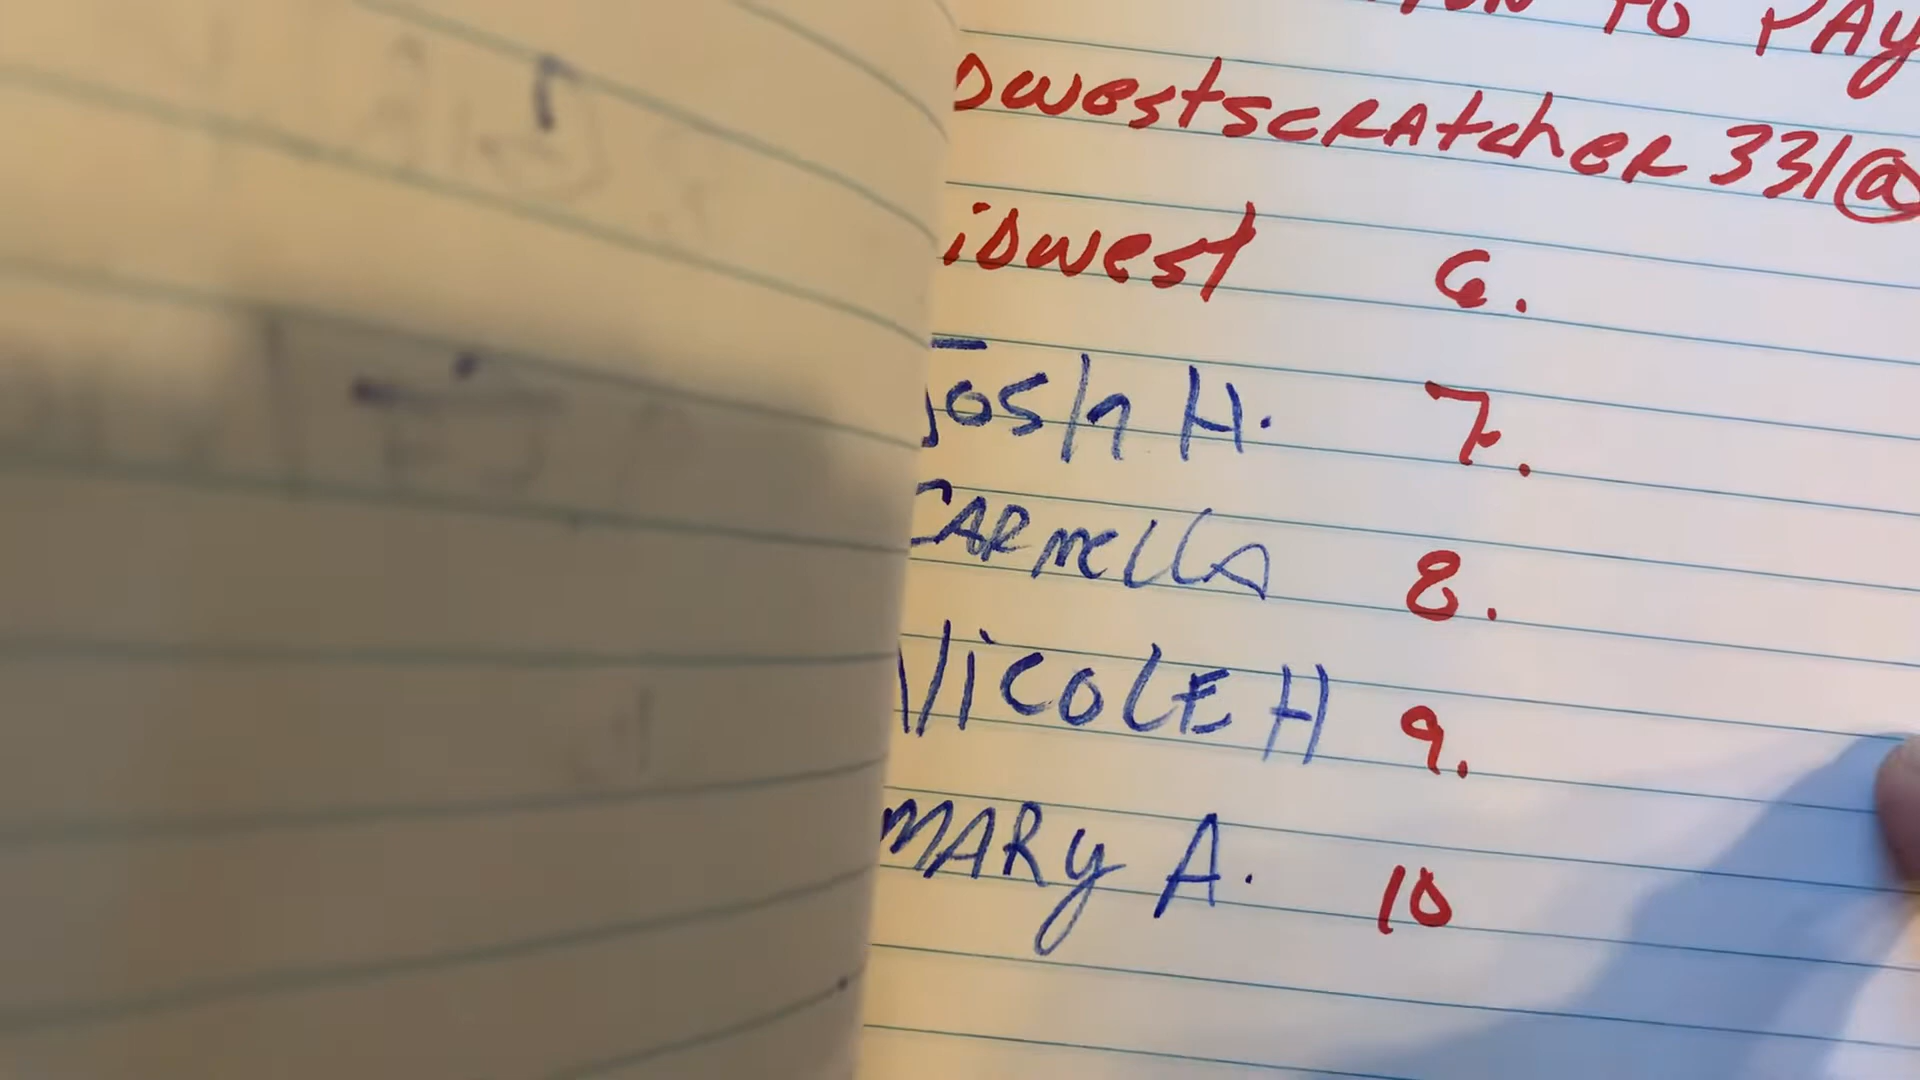 TO PAY
Dwestscratcher331@
idwest 6.
Josh H. 7.
CARMELLA 8.
NICOLE H 9.
MARY A. 10